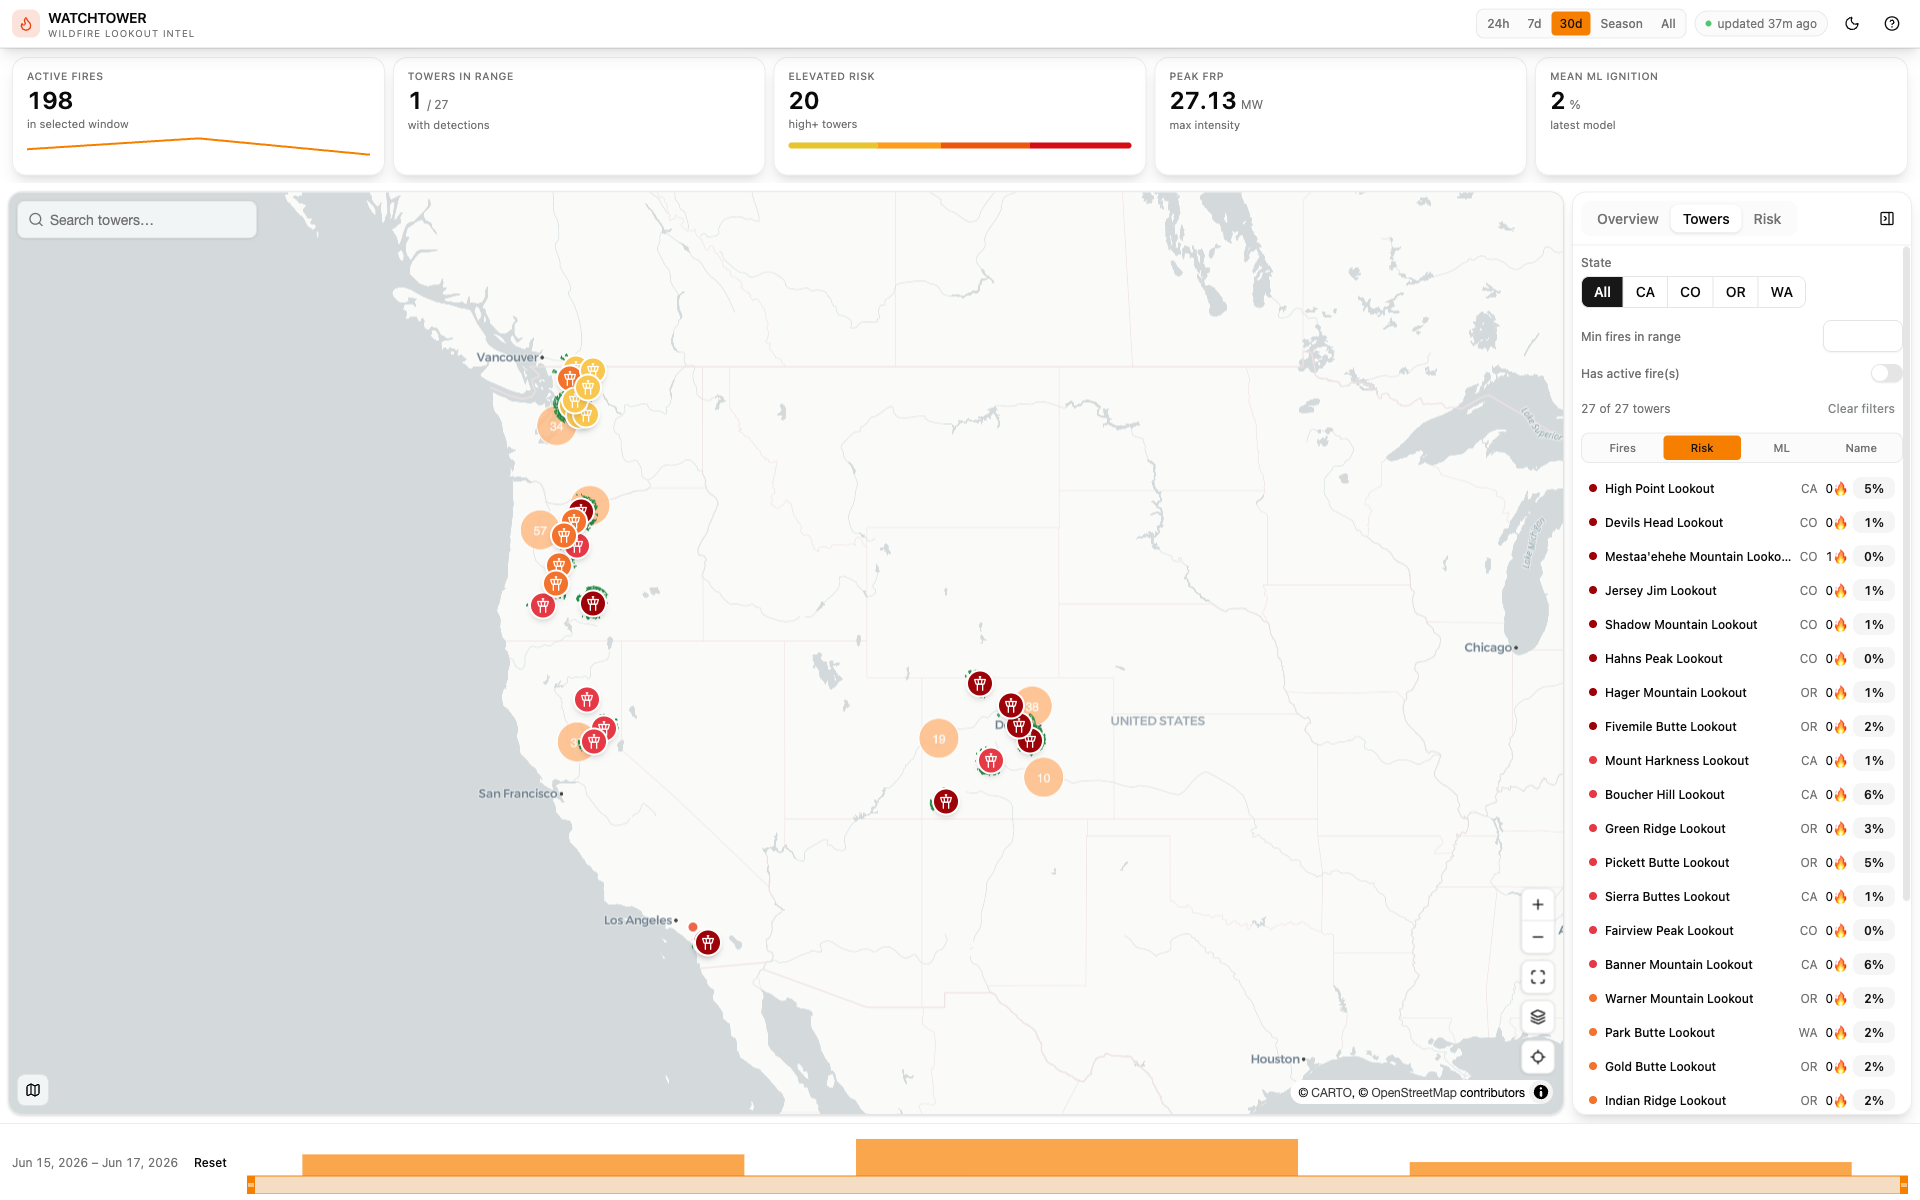 WATCHTOWER
WILDFIRE LOOKOUT INTEL
24h 7d 30d Season All
updated 37m ago
ACTIVE FIRES
198
in selected window
TOWERS IN RANGE
1 / 27
with detections
ELEVATED RISK
20
high+ towers
PEAK FRP
27.13 MW
max intensity
MEAN ML IGNITION
2 %
latest model
Search towers...
Vancouver
34
57
38
19
10
UNITED STATES
Chicago
San Francisco
Los Angeles
Houston
Lake Superior
Lake Michigan
© CARTO, © OpenStreetMap contributors
Overview Towers Risk
State
All CA CO OR WA
Min fires in range
Has active fire(s)
27 of 27 towers Clear filters
Fires Risk ML Name
High Point Lookout CA 0🔥 5%
Devils Head Lookout CO 0🔥 1%
Mestaa'ehehe Mountain Looko... CO 1🔥 0%
Jersey Jim Lookout CO 0🔥 1%
Shadow Mountain Lookout CO 0🔥 1%
Hahns Peak Lookout CO 0🔥 0%
Hager Mountain Lookout OR 0🔥 1%
Fivemile Butte Lookout OR 0🔥 2%
Mount Harkness Lookout CA 0🔥 1%
Boucher Hill Lookout CA 0🔥 6%
Green Ridge Lookout OR 0🔥 3%
Pickett Butte Lookout OR 0🔥 5%
Sierra Buttes Lookout CA 0🔥 1%
Fairview Peak Lookout CO 0🔥 0%
Banner Mountain Lookout CA 0🔥 6%
Warner Mountain Lookout OR 0🔥 2%
Park Butte Lookout WA 0🔥 2%
Gold Butte Lookout OR 0🔥 2%
Indian Ridge Lookout OR 0🔥 2%
Jun 15, 2026 – Jun 17, 2026 Reset